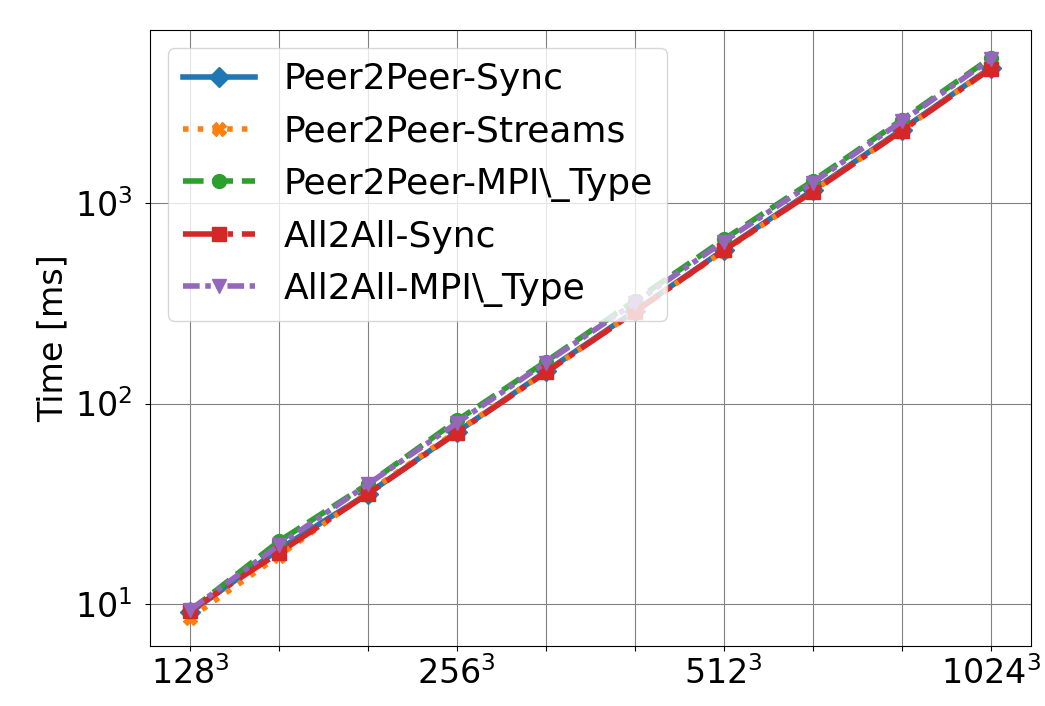 Peer2Peer-Sync
Peer2Peer-Streams
Peer2Peer-MPI\_Type
All2All-Sync
All2All-MPI\_Type
Time [ms]
10³
10²
10¹
128³ 256³ 512³ 1024³